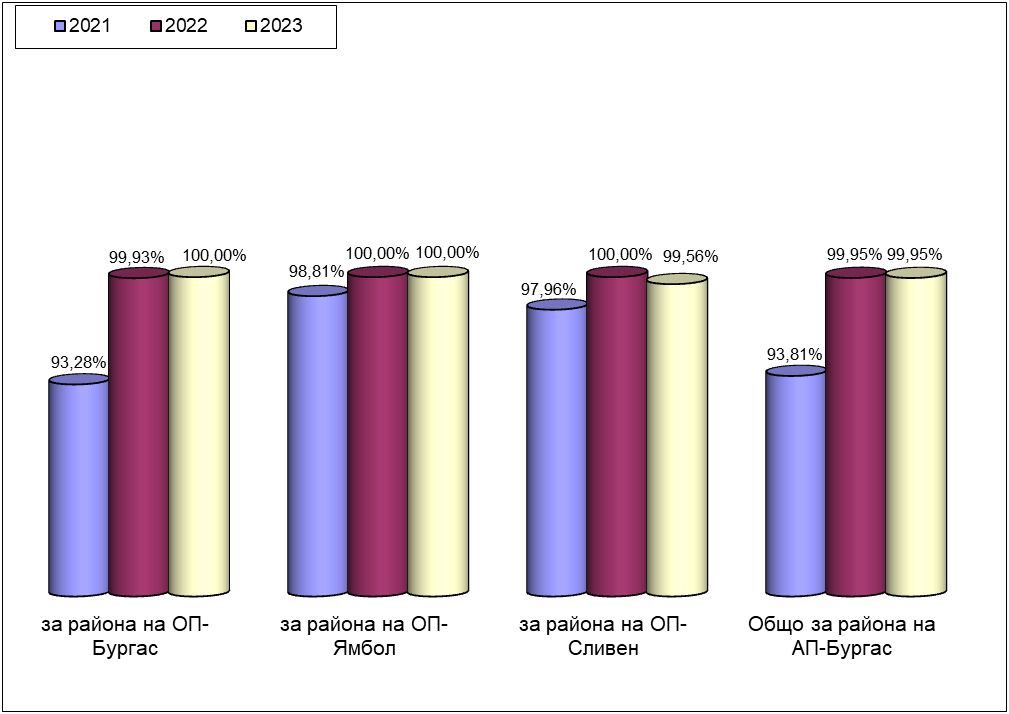 2021 2022 2023
93,28% 99,93% 100,00%
98,81% 100,00% 100,00%
97,96% 100,00% 99,56%
93,81% 99,95% 99,95%
за района на ОП-
Бургас
за района на ОП-
Ямбол
за района на ОП-
Сливен
Общо за района на
АП-Бургас